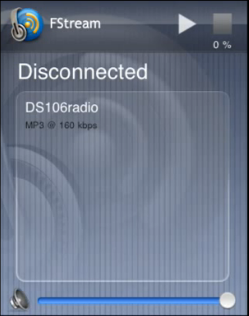 FStream
0 %
Disconnected
DS106radio
MP3 @ 160 kbps